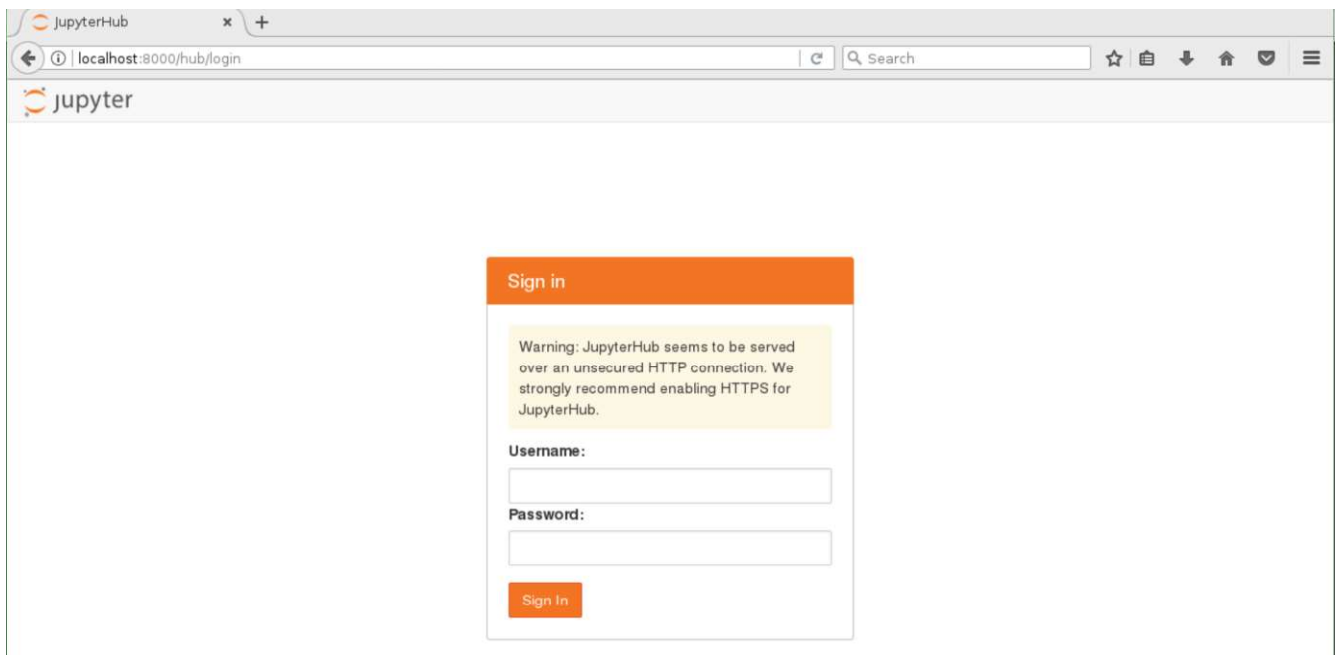 JupyterHub
localhost:8000/hub/login
Search
jupyter
Sign in
Warning: JupyterHub seems to be served
over an unsecured HTTP connection. We
strongly recommend enabling HTTPS for
JupyterHub.
Username:
Password:
Sign In